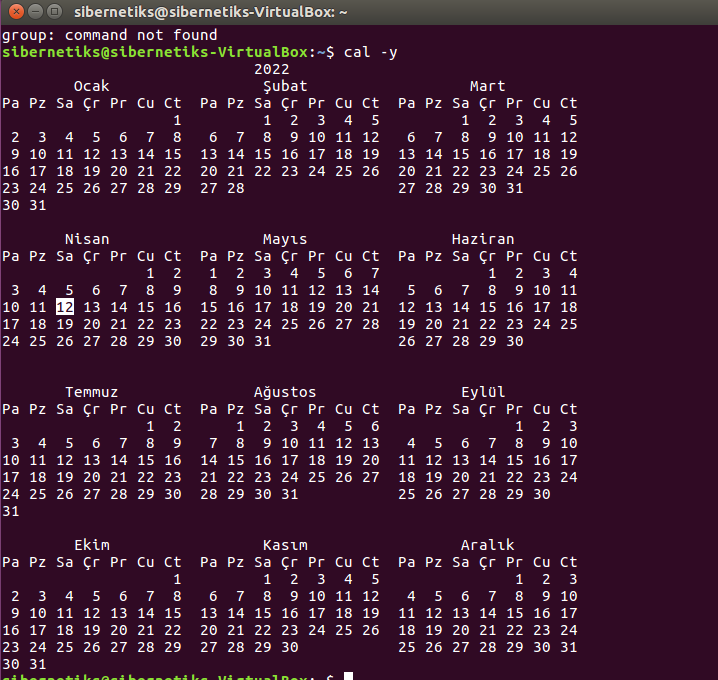 sibernetiks@sibernetiks-VirtualBox: ~
group: command not found
sibernetiks@sibernetiks-VirtualBox:~$ cal -y
                            2022
        Ocak                 Şubat                  Mart
Pa Pz Sa Çr Pr Cu Ct  Pa Pz Sa Çr Pr Cu Ct  Pa Pz Sa Çr Pr Cu Ct
                   1         1  2  3  4  5         1  2  3  4  5
 2  3  4  5  6  7  8   6  7  8  9 10 11 12   6  7  8  9 10 11 12
 9 10 11 12 13 14 15  13 14 15 16 17 18 19  13 14 15 16 17 18 19
16 17 18 19 20 21 22  20 21 22 23 24 25 26  20 21 22 23 24 25 26
23 24 25 26 27 28 29  27 28                 27 28 29 30 31
30 31
       Nisan                 Mayıs                Haziran
Pa Pz Sa Çr Pr Cu Ct  Pa Pz Sa Çr Pr Cu Ct  Pa Pz Sa Çr Pr Cu Ct
                1  2   1  2  3  4  5  6  7            1  2  3  4
 3  4  5  6  7  8  9   8  9 10 11 12 13 14   5  6  7  8  9 10 11
10 11 12 13 14 15 16  15 16 17 18 19 20 21  12 13 14 15 16 17 18
17 18 19 20 21 22 23  22 23 24 25 26 27 28  19 20 21 22 23 24 25
24 25 26 27 28 29 30  29 30 31              26 27 28 29 30
       Temmuz               Ağustos                Eylül
Pa Pz Sa Çr Pr Cu Ct  Pa Pz Sa Çr Pr Cu Ct  Pa Pz Sa Çr Pr Cu Ct
                1  2      1  2  3  4  5  6               1  2  3
 3  4  5  6  7  8  9   7  8  9 10 11 12 13   4  5  6  7  8  9 10
10 11 12 13 14 15 16  14 15 16 17 18 19 20  11 12 13 14 15 16 17
17 18 19 20 21 22 23  21 22 23 24 25 26 27  18 19 20 21 22 23 24
24 25 26 27 28 29 30  28 29 30 31           25 26 27 28 29 30
31
        Ekim                 Kasım                 Aralık
Pa Pz Sa Çr Pr Cu Ct  Pa Pz Sa Çr Pr Cu Ct  Pa Pz Sa Çr Pr Cu Ct
                   1         1  2  3  4  5               1  2  3
 2  3  4  5  6  7  8   6  7  8  9 10 11 12   4  5  6  7  8  9 10
 9 10 11 12 13 14 15  13 14 15 16 17 18 19  11 12 13 14 15 16 17
16 17 18 19 20 21 22  20 21 22 23 24 25 26  18 19 20 21 22 23 24
23 24 25 26 27 28 29  27 28 29 30           25 26 27 28 29 30 31
30 31
sibernetiks@sibernetiks-VirtualBox:~$